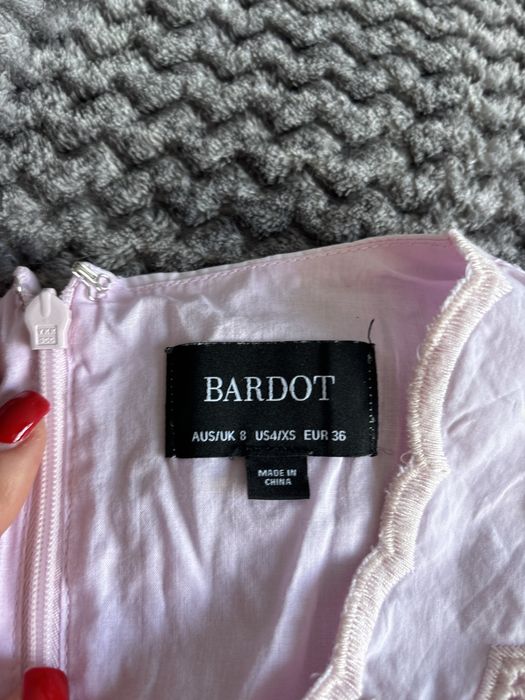 BARDOT
AUS/UK 8 US4/XS EUR 36
MADE IN
CHINA